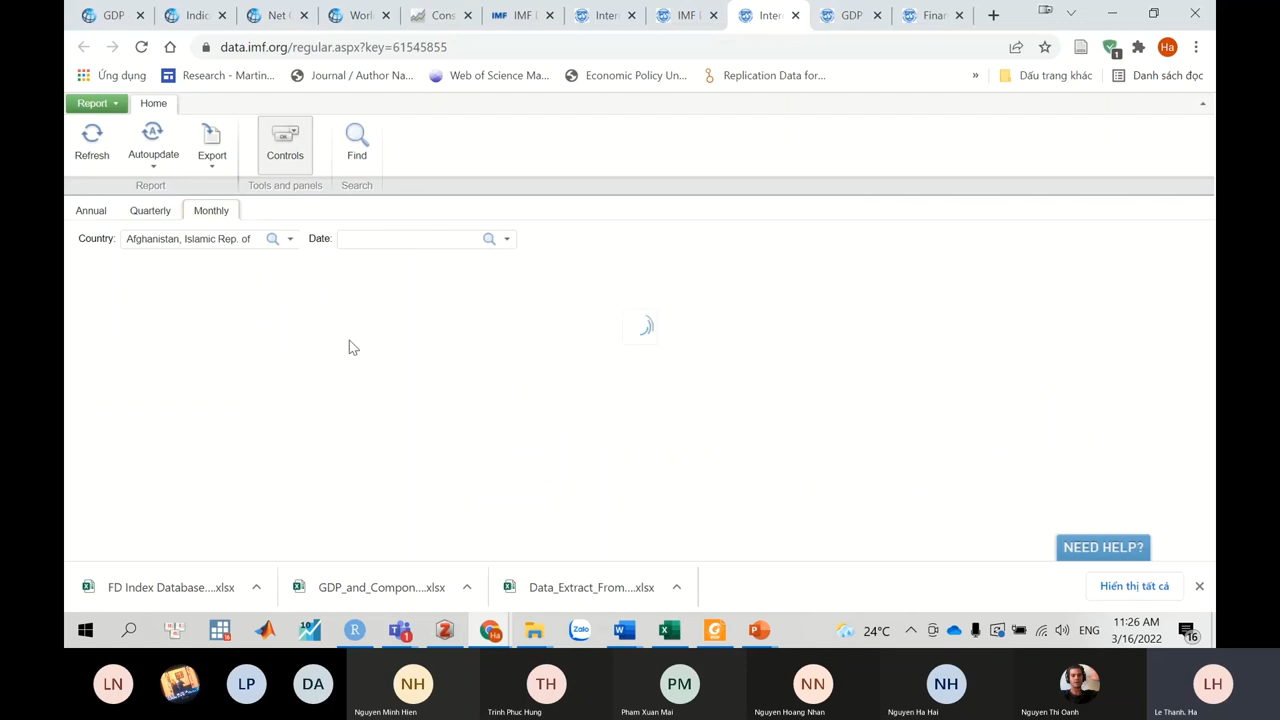 GDP
Indic
Net C
Worl
Cons
IMF IMF D
Inter
IMF D
Inter
GDP
Finar
data.imf.org/regular.aspx?key=61545855
1
Ha
Ứng dụng
Research - Martin...
Journal / Author Na...
Web of Science Ma...
Economic Policy Un...
Replication Data for...
»
Dấu trang khác
Danh sách đọc
Report
Home
Refresh
Autoupdate
Export
Controls
Find
Report
Tools and panels
Search
Annual
Quarterly
Monthly
Country:
Afghanistan, Islamic Rep. of
Date:
NEED HELP?
FD Index Database....xlsx
GDP_and_Compon....xlsx
Data_Extract_From....xlsx
Hiển thị tất cả
Zalo
24°C
ENG
11:26 AM
3/16/2022
16
LN
LP
DA
NH
TH
PM
NN
NH
LH
Nguyen Minh Hien
Trinh Phuc Hung
Pham Xuan Mai
Nguyen Hoang Nhan
Nguyen Ha Hai
Nguyen Thi Oanh
Le Thanh. Ha